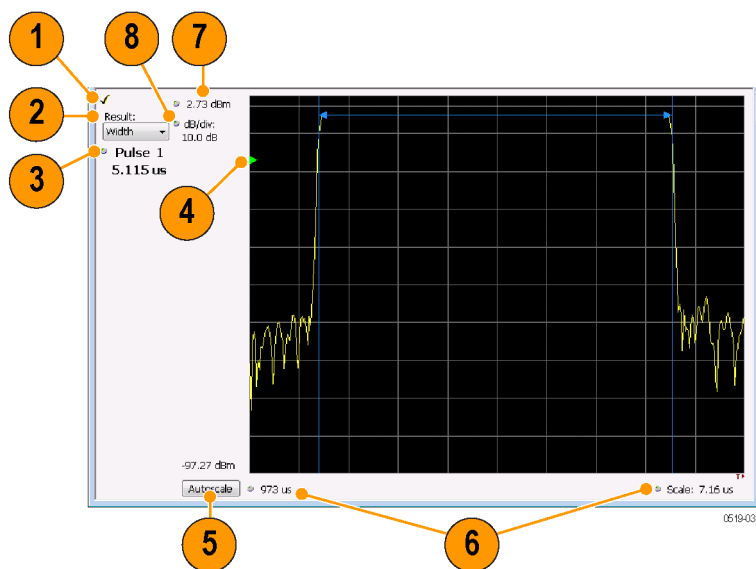 1
7
8
2
3
✓
2.73 dBm
Result:
Width
dB/div:
10.0 dB
Pulse 1
5.115 us
4
-97.27 dBm
Autoscale
973 us
Scale: 7.16 us
5
6
0519-03